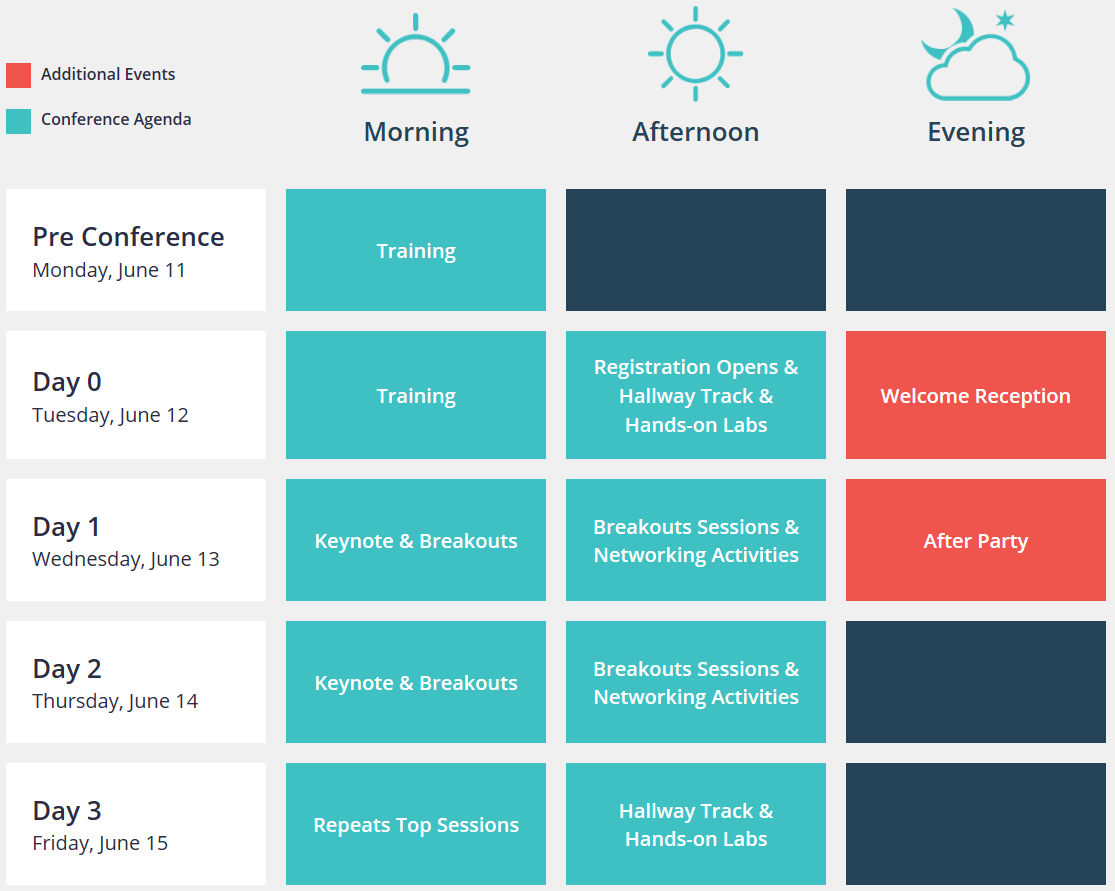 Additional Events
Conference Agenda
Morning
Afternoon
Evening
Pre Conference
Monday, June 11
Training
Day 0
Tuesday, June 12
Training
Registration Opens &
Hallway Track &
Hands-on Labs
Welcome Reception
Day 1
Wednesday, June 13
Keynote & Breakouts
Breakouts Sessions &
Networking Activities
After Party
Day 2
Thursday, June 14
Keynote & Breakouts
Breakouts Sessions &
Networking Activities
Day 3
Friday, June 15
Repeats Top Sessions
Hallway Track &
Hands-on Labs